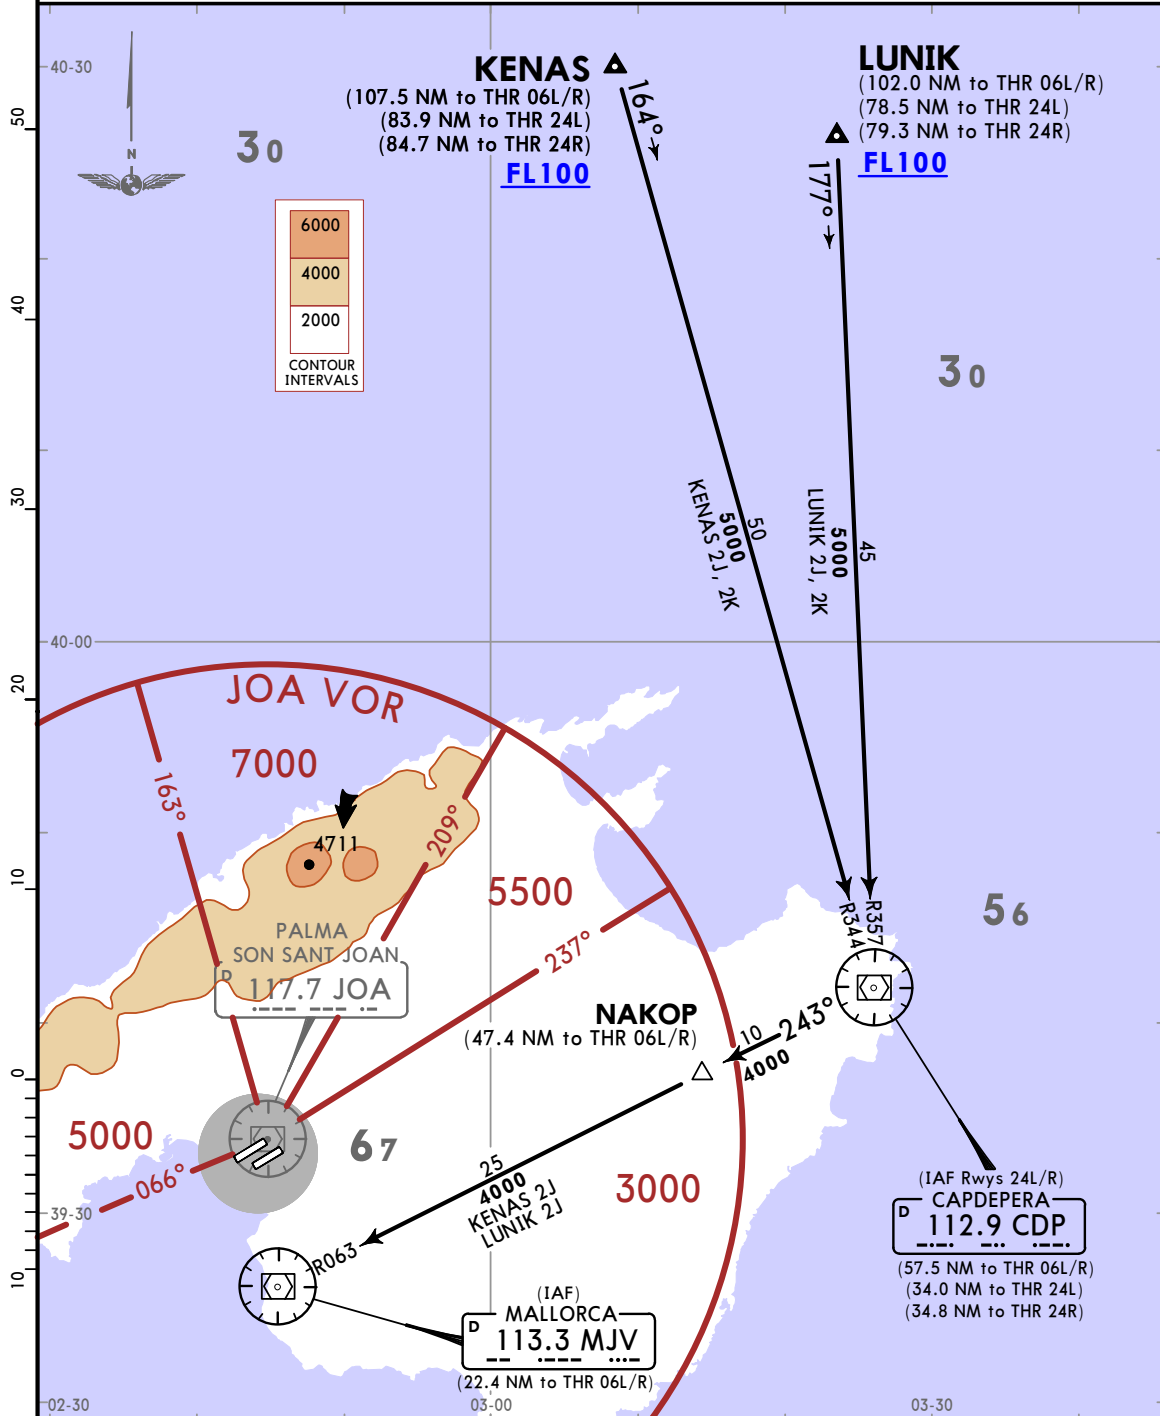 40-30
KENAS
(107.5 NM to THR 06L/R)
(83.9 NM to THR 24L)
(84.7 NM to THR 24R)
FL100
164°
LUNIK
(102.0 NM to THR 06L/R)
(78.5 NM to THR 24L)
(79.3 NM to THR 24R)
FL100
177°
50
N
30
6000
4000
2000
CONTOUR
INTERVALS
40
30
30
50
5000
KENAS 2J, 2K
45
5000
LUNIK 2J, 2K
40-00
20
JOA VOR
7000
163°
209°
4711
10
5500
56
R344
R357
PALMA
SON SANT JOAN
D
117.7 JOA
237°
NAKOP
(47.4 NM to THR 06L/R)
10
243°
4000
0
5000
67
066°
25
4000
KENAS 2J
LUNIK 2J
3000
39-30
R063
10
(IAF Rwys 24L/R)
CAPDEPERA
D
112.9 CDP
(57.5 NM to THR 06L/R)
(34.0 NM to THR 24L)
(34.8 NM to THR 24R)
(IAF)
MALLORCA
D
113.3 MJV
(22.4 NM to THR 06L/R)
02-30
03-00
03-30